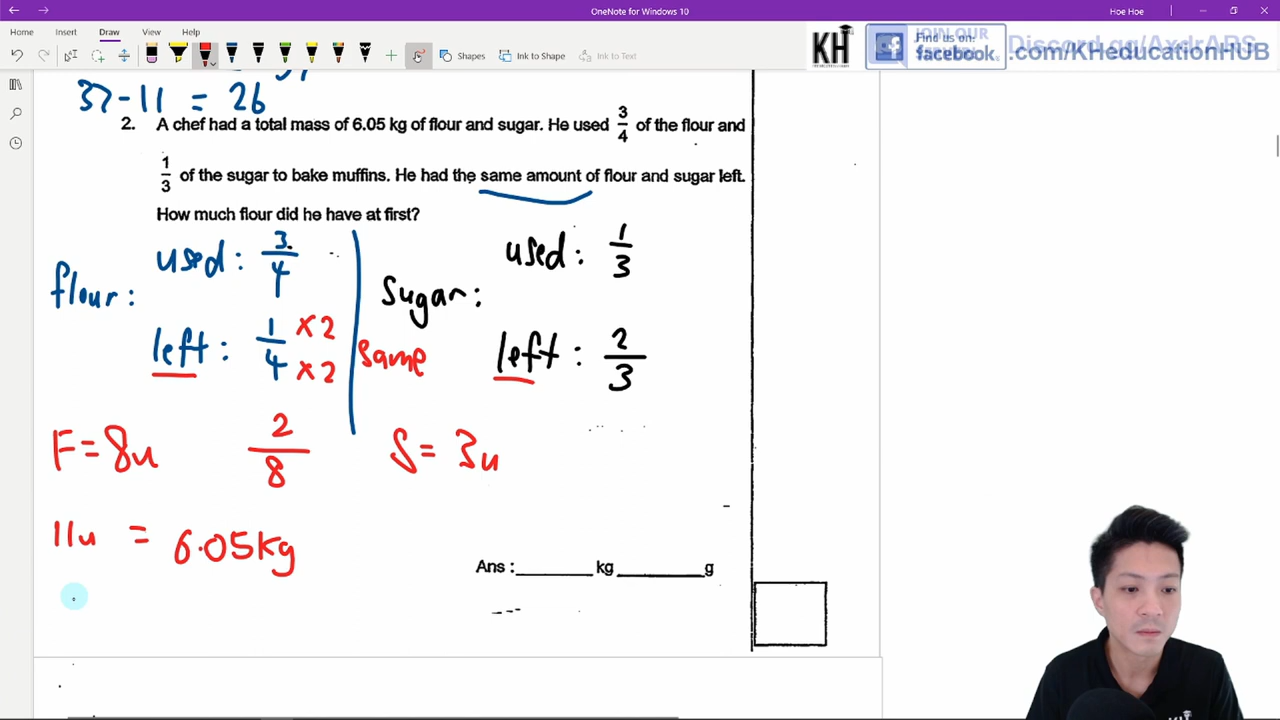 OneNote for Windows 10
Hoe Hoe
Home Insert Draw View Help
Shapes Ink to Shape Ink to Text
KH
Find us on:
facebook
.com/KHeducationHUB
37-11 = 26
2. A chef had a total mass of 6.05 kg of flour and sugar. He used 3/4 of the flour and
1/3 of the sugar to bake muffins. He had the same amount of flour and sugar left.
How much flour did he have at first?
used: 3/4
used: 1/3
flour:
Sugar:
left: 1/4 ×2 ×2
same
left: 2/3
F = 8u
2/8
S = 3u
11u = 6.05kg
Ans : ________ kg ________ g